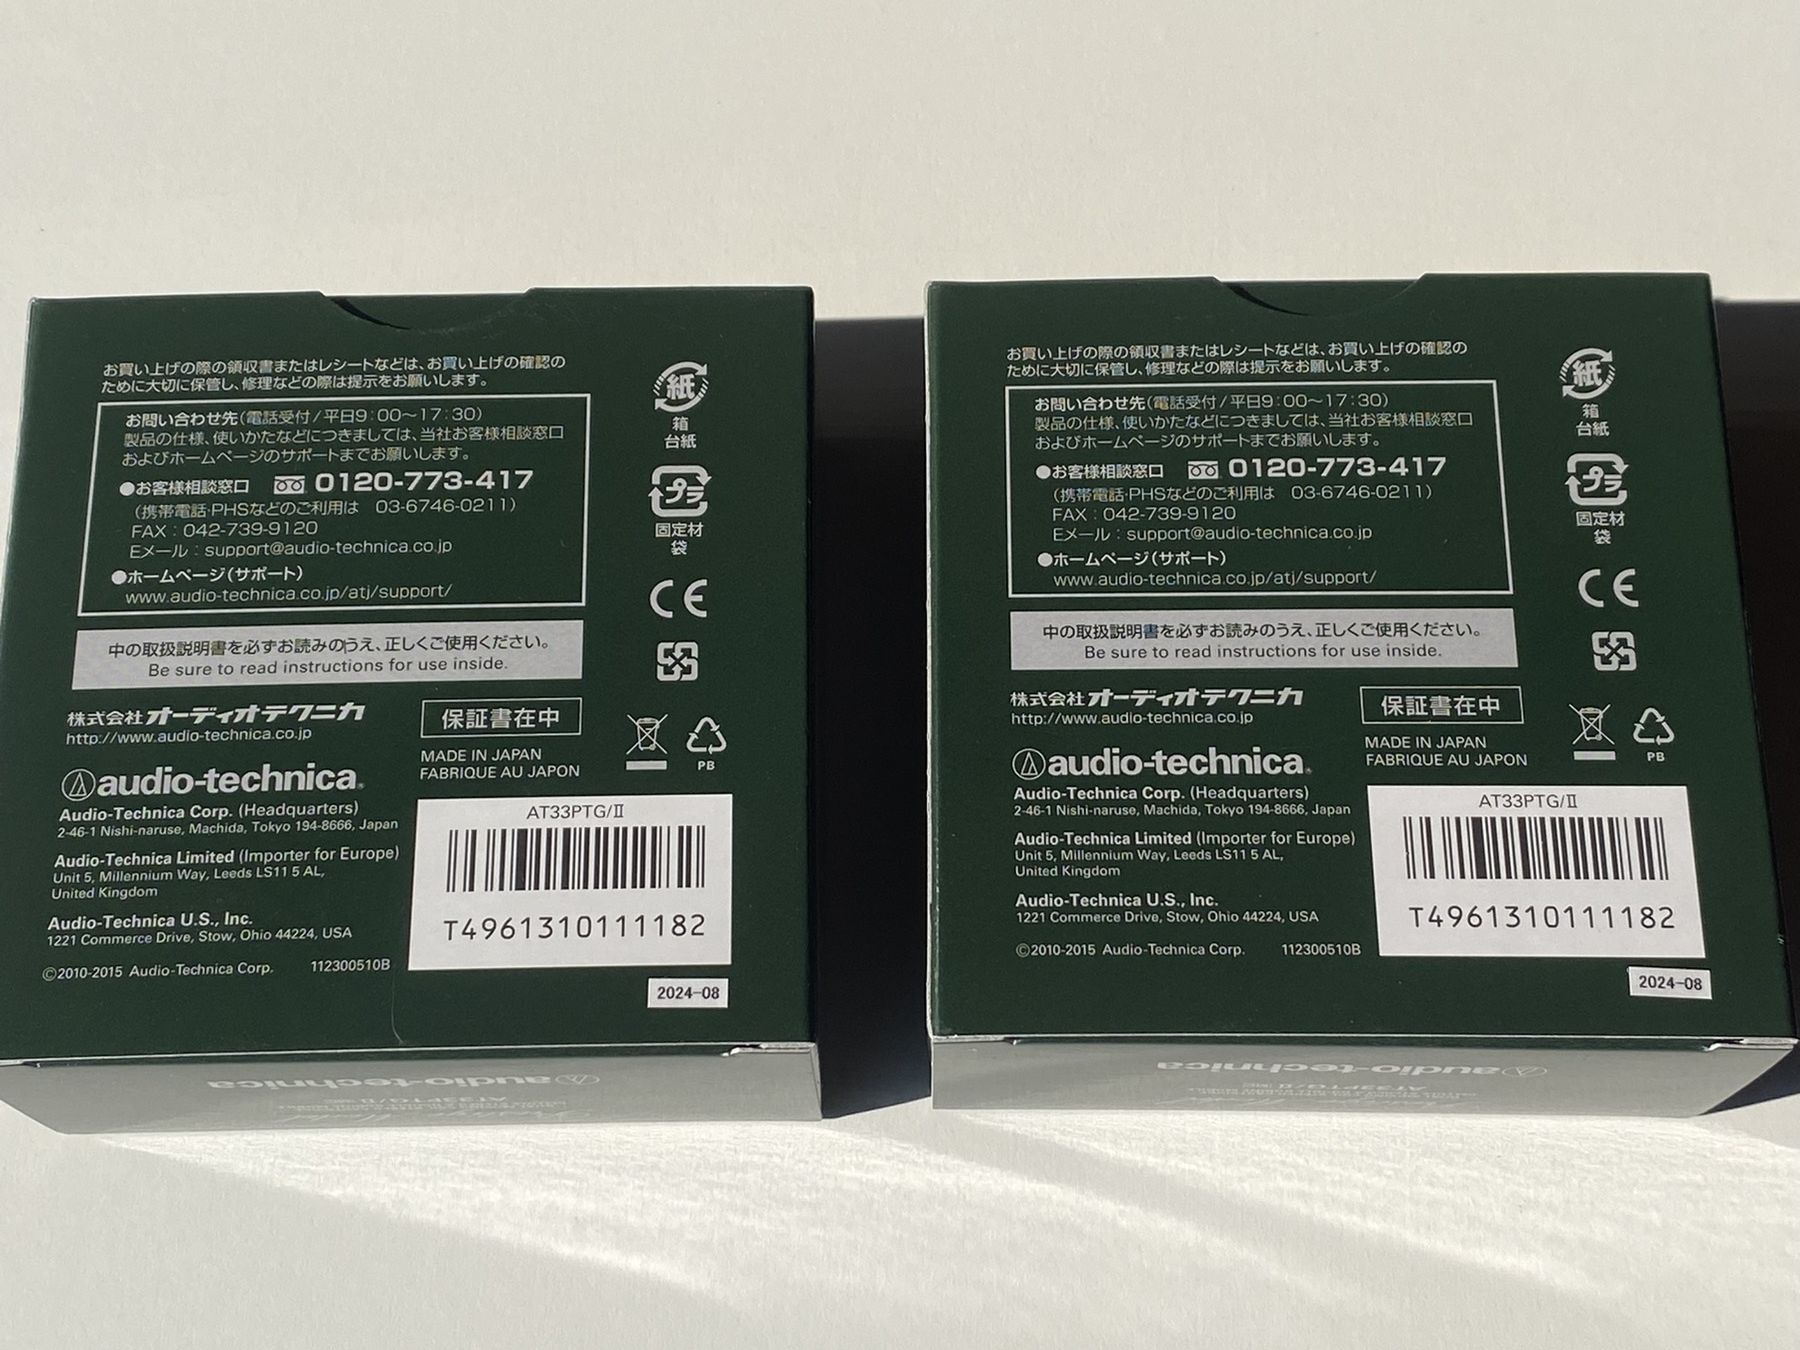 お買い上げの際の領収書またはレシートなどは、お買い上げの確認の
ために大切に保管し、修理などの際は提示をお願いします。
お問い合わせ先(電話受付/平日9:00〜17:30)
製品の仕様、使いかたなどにつきましては、当社お客様相談窓口
およびホームページのサポートまでお願いします。
●お客様相談窓口 0120-773-417
(携帯電話・PHSなどのご利用は 03-6746-0211)
FAX:042-739-9120
Eメール:support@audio-technica.co.jp
●ホームページ(サポート)
www.audio-technica.co.jp/atj/support/
中の取扱説明書を必ずお読みのうえ、正しくご使用ください。
Be sure to read instructions for use inside.
株式会社オーディオテクニカ
http://www.audio-technica.co.jp
audio-technica®
Audio-Technica Corp. (Headquarters)
2-46-1 Nishi-naruse, Machida, Tokyo 194-8666, Japan
Audio-Technica Limited (Importer for Europe)
Unit 5, Millennium Way, Leeds LS11 5 AL,
United Kingdom
Audio-Technica U.S., Inc.
1221 Commerce Drive, Stow, Ohio 44224, USA
©2010-2015 Audio-Technica Corp. 112300510B
紙
箱
台紙
プラ
固定材
袋
CE
PB
保証書在中
MADE IN JAPAN
FABRIQUE AU JAPON
AT33PTG/II
T4961310111182
2024-08
audio-technica
AT33PTG/II
お買い上げの際の領収書またはレシートなどは、お買い上げの確認の
ために大切に保管し、修理などの際は提示をお願いします。
お問い合わせ先(電話受付/平日9:00〜17:30)
製品の仕様、使いかたなどにつきましては、当社お客様相談窓口
およびホームページのサポートまでお願いします。
●お客様相談窓口 0120-773-417
(携帯電話・PHSなどのご利用は 03-6746-0211)
FAX:042-739-9120
Eメール:support@audio-technica.co.jp
●ホームページ(サポート)
www.audio-technica.co.jp/atj/support/
中の取扱説明書を必ずお読みのうえ、正しくご使用ください。
Be sure to read instructions for use inside.
株式会社オーディオテクニカ
http://www.audio-technica.co.jp
audio-technica®
Audio-Technica Corp. (Headquarters)
2-46-1 Nishi-naruse, Machida, Tokyo 194-8666, Japan
Audio-Technica Limited (Importer for Europe)
Unit 5, Millennium Way, Leeds LS11 5 AL,
United Kingdom
Audio-Technica U.S., Inc.
1221 Commerce Drive, Stow, Ohio 44224, USA
©2010-2015 Audio-Technica Corp. 112300510B
紙
箱
台紙
プラ
固定材
袋
CE
PB
保証書在中
MADE IN JAPAN
FABRIQUE AU JAPON
AT33PTG/II
T4961310111182
2024-08
audio-technica
AT33PTG/II